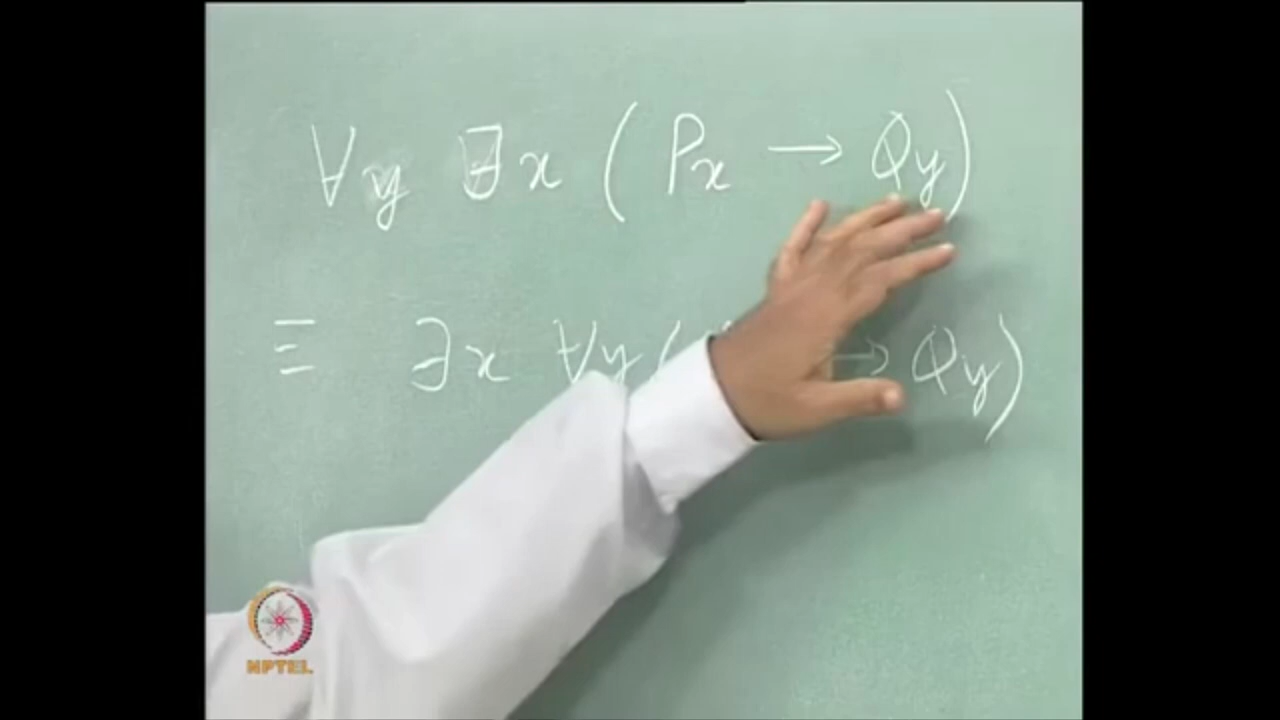 ∀y ∃x ( Px → Qy )
≡ ∃x ∀y ( → Qy )
NPTEL